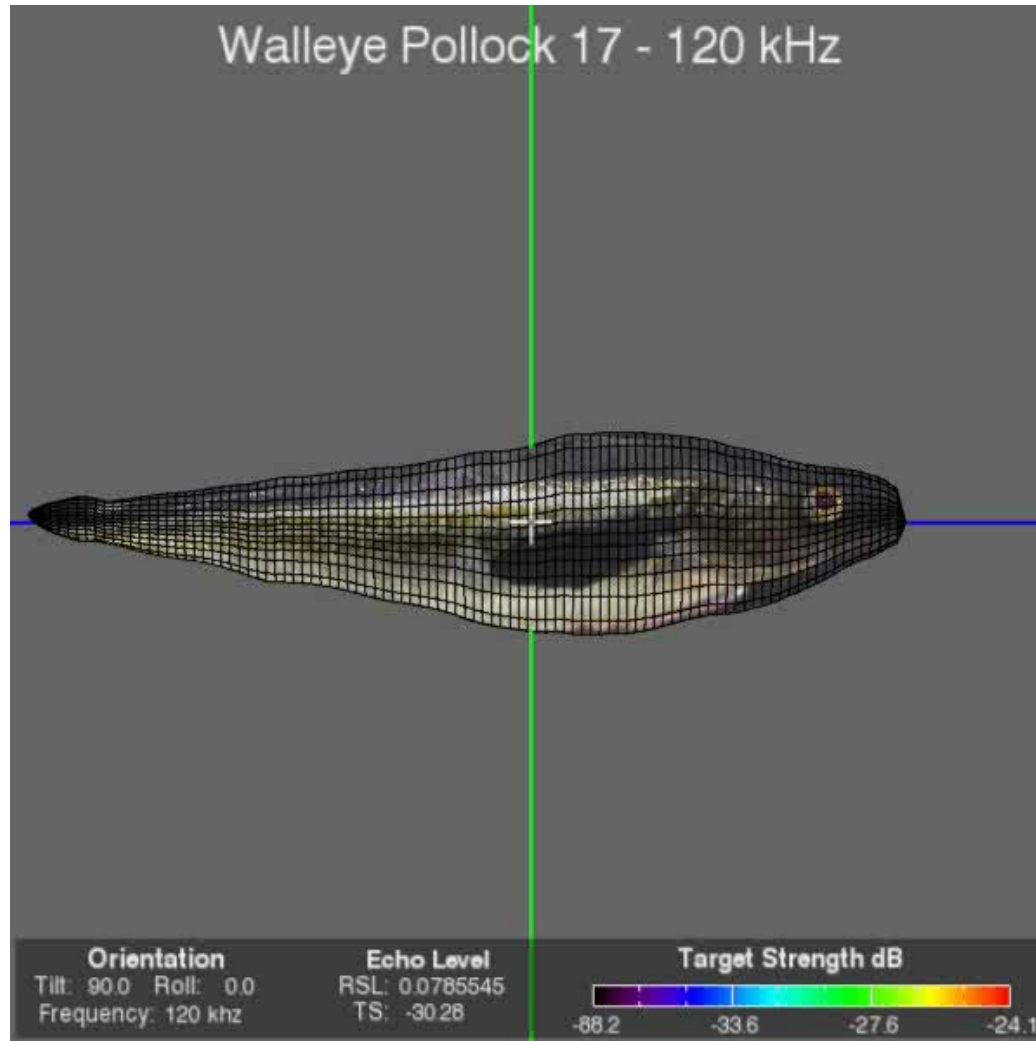 Walleye Pollock 17 - 120 kHz
Orientation
Tilt: 90.0 Roll: 0.0
Frequency: 120 khz
Echo Level
RSL: 0.0785545
TS: -30.28
Target Strength dB
-88.2 -33.6 -27.6 -24.1